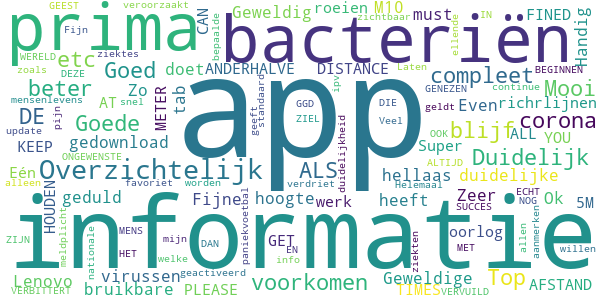 GEEST veroorzaakt CAN roeien M10 zichtbaar IN
prima Fijn Geweldig must FINED ellende Handig
ziektes bacteriën bepaalde
WERELD etc Goed doet ANDERHALVE DISTANCE Laten BEGINNEN
zoals DEZE beter Zo tab app compleet GENEZEN Mooi
mensenlevens AT snel METER geeft standaard GGD ipv DIE continue
DE Goede ZIEL Veel Even geldt richtlijnen
update pijn gedownload duidelijkheid blijf corona
KEEP OOK ALL YOU
Eén ONGEWENSTE Overzichtelijk ALS Super Duidelijk
alleen favoriet worden verdriet Helemaal ALTIJD duidelijke
HOUDEN geduld Fijne hoogte werk hellaas heeft Zeer ECHT NOG Ok
meldplicht SUCCES aanmerken 5M
informatie
ZIJN nationale MENS mijn DAN paniekvoetbal GET oorlog ziekten allen willen
HET welke EN MET
Lenovo virussen geactiveerd info Geweldige Top AFSTAND
VERBITTERT bruikbare PLEASE voorkomen TIMES VERVUILD